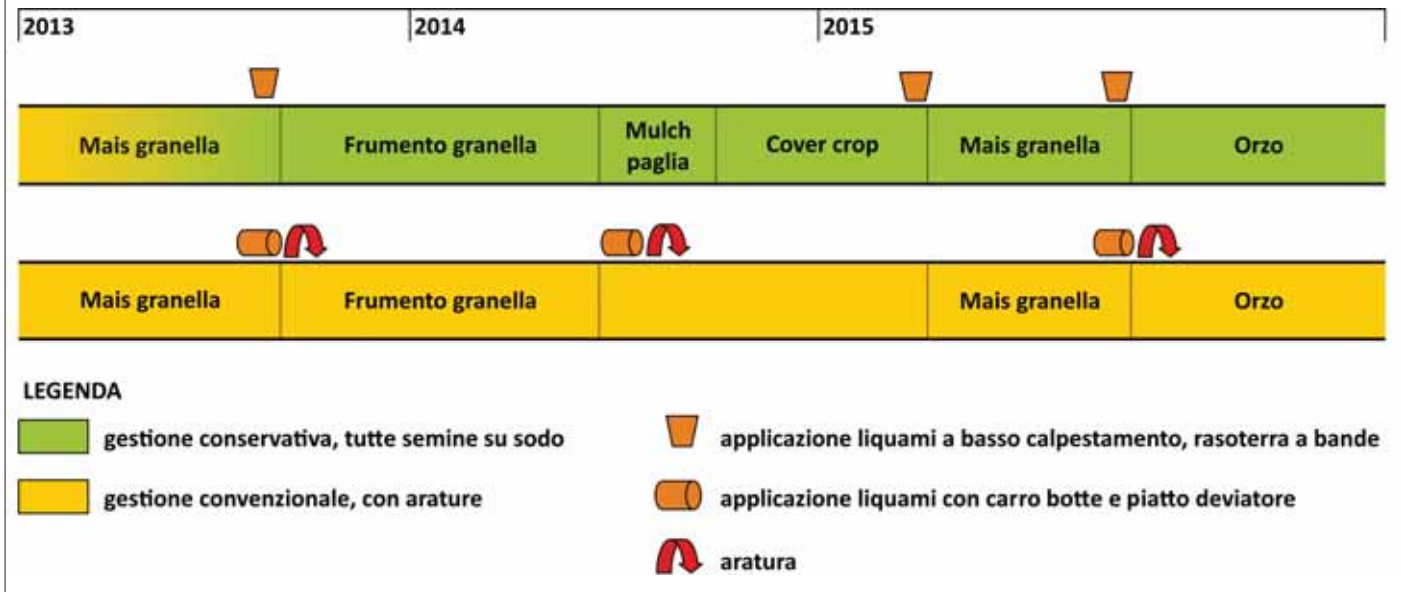 2013 2014 2015
Mais granella Frumento granella Mulch paglia Cover crop Mais granella Orzo
Mais granella Frumento granella Mais granella Orzo
LEGENDA
gestione conservativa, tutte semine su sodo
gestione convenzionale, con arature
applicazione liquami a basso calpestamento, rasoterra a bande
applicazione liquami con carro botte e piatto deviatore
aratura